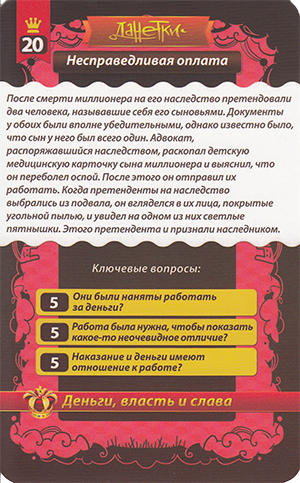 ДАНЕТКИ
20
Несправедливая оплата
После смерти миллионера на его наследство претендовали
два человека, называвшие себя его сыновьями. Документы
у обоих были вполне убедительными, однако известно было,
что сын у него был всего один. Адвокат,
распоряжавшийся наследством, раскопал детскую
медицинскую карточку сына миллионера и выяснил, что
он переболел оспой. После этого он отправил их
работать. Когда претенденты на наследство
выбрались из подвала, он вгляделся в их лица, покрытые
угольной пылью, и увидел на одном из них светлые
пятнышки. Этого претендента и признали наследником.
Ключевые вопросы:
5 Они были наняты работать
за деньги?
5 Работа была нужна, чтобы показать
какое-то неочевидное отличие?
5 Наказание и деньги имеют
отношение к работе?
Деньги, власть и слава